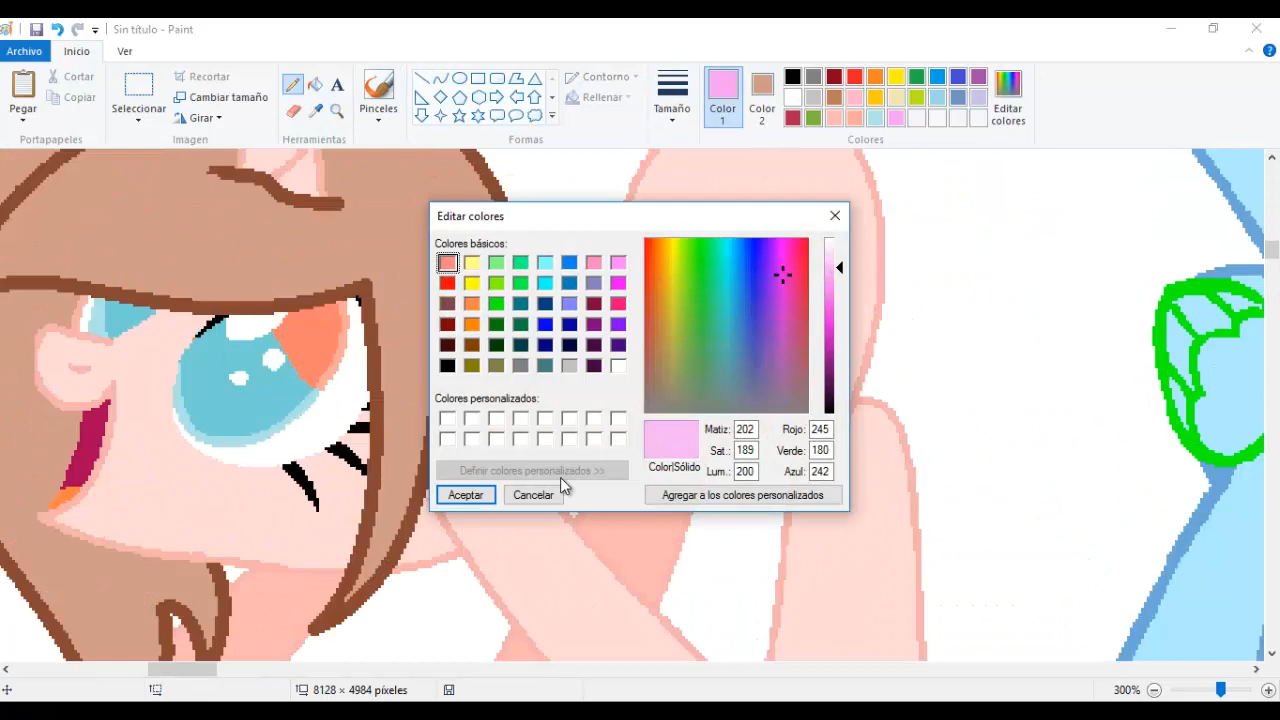 Sin título - Paint
Archivo Inicio Ver
Pegar
Cortar
Copiar
Portapapeles
Seleccionar
Recortar
Cambiar tamaño
Girar
Imagen
A
Herramientas
Pinceles
Contorno
Rellenar
Formas
Tamaño
Color
1
Color
2
Editar
colores
Colores
Editar colores
Colores básicos:
Colores personalizados:
Definir colores personalizados >>
Aceptar Cancelar
Color|Sólido
Matiz: 202 Rojo: 245
Sat.: 189 Verde: 180
Lum.: 200 Azul: 242
Agregar a los colores personalizados
8128 × 4984 píxeles
300%